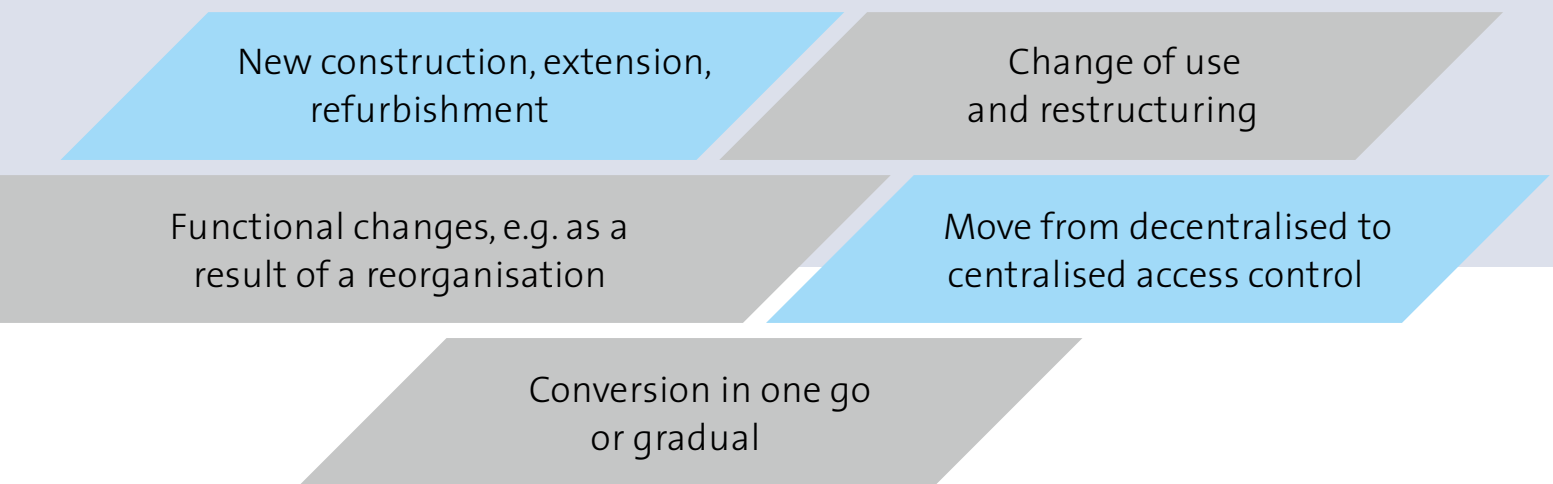 New construction, extension,
refurbishment
Change of use
and restructuring
Functional changes, e.g. as a
result of a reorganisation
Move from decentralised to
centralised access control
Conversion in one go
or gradual